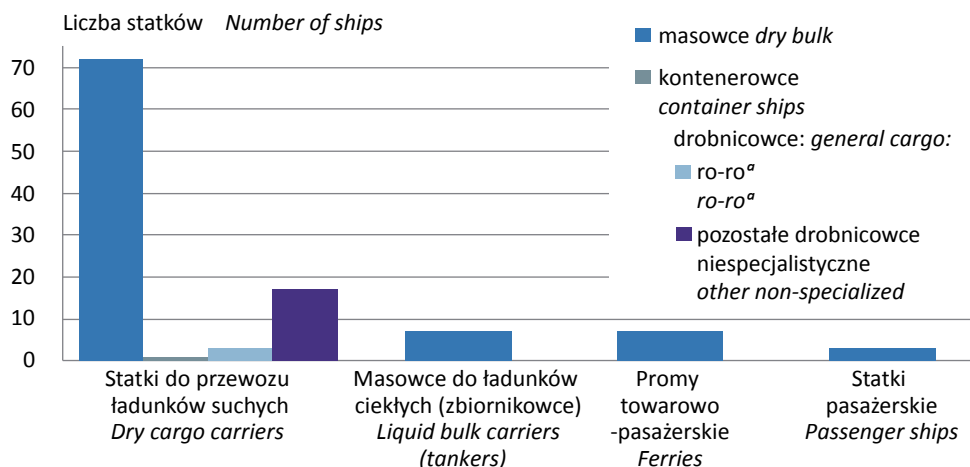 Liczba statków Number of ships
70
60
50
40
30
20
10
0
masowce dry bulk
kontenerowce
container ships
drobnicowce: general cargo:
ro-roª
ro-roª
pozostałe drobnicowce
niespecjalistyczne
other non-specialized
Statki do przewozu
ładunków suchych
Dry cargo carriers
Masowce do ładunków
ciekłych (zbiornikowce)
Liquid bulk carriers
(tankers)
Promy
towarowo
-pasażerskie
Ferries
Statki
pasażerskie
Passenger ships